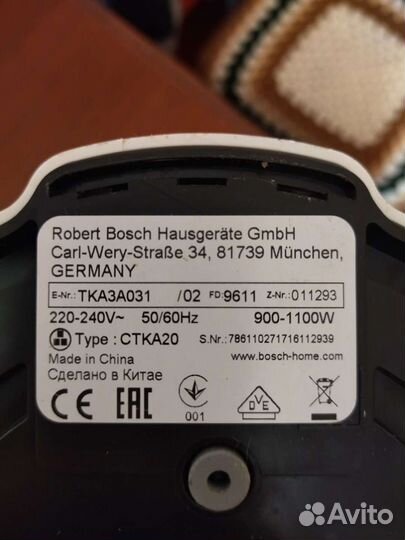 Robert Bosch Hausgeräte GmbH
Carl-Wery-Straße 34, 81739 München,
GERMANY
E-Nr.: TKA3A031 /02 FD: 9611 Z-Nr.: 011293
220-240V~ 50/60Hz 900-1100W
Type : CTKA20 S.Nr.: 786110271716112939
Made in China www.bosch-home.com
Сделано в Китае
CE EAC 001 DVE
Avito